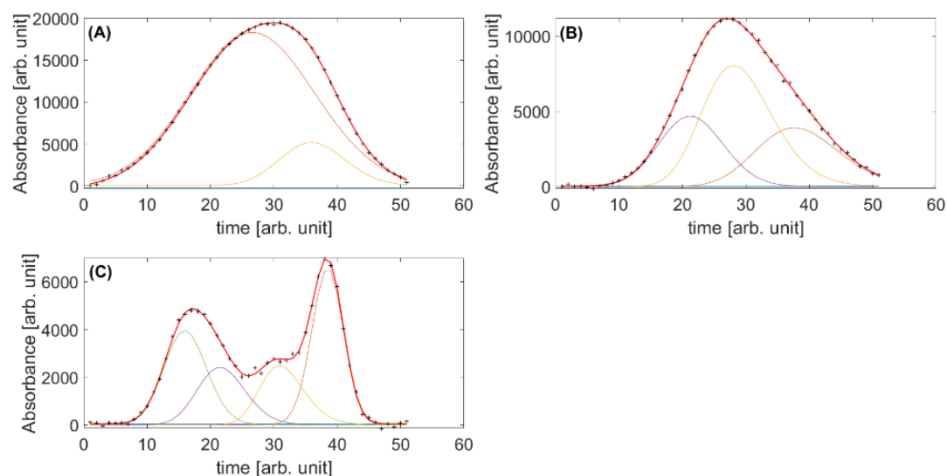 (A)
Absorbance [arb. unit]
20000
15000
10000
5000
0
0 10 20 30 40 50 60
time [arb. unit]
(B)
Absorbance [arb. unit]
10000
5000
0
0 10 20 30 40 50 60
time [arb. unit]
(C)
Absorbance [arb. unit]
6000
4000
2000
0
0 10 20 30 40 50 60
time [arb. unit]